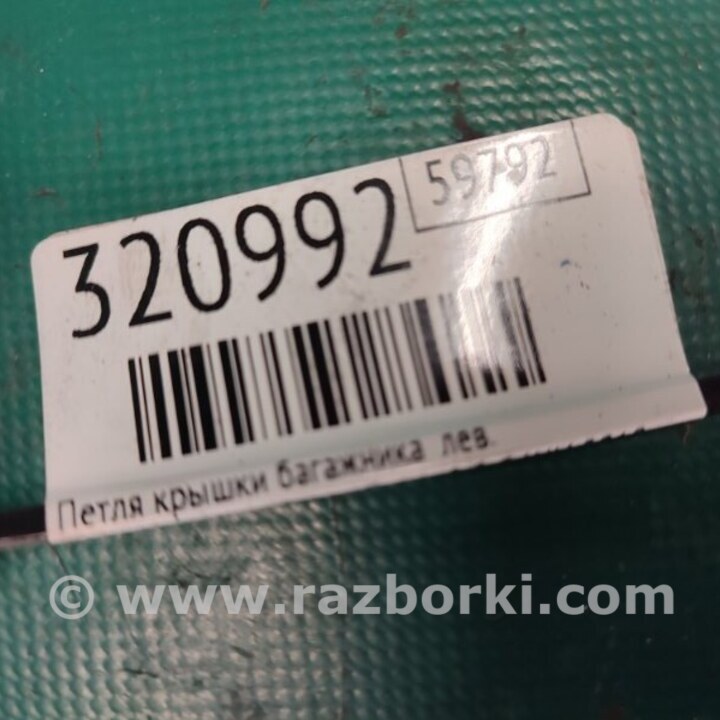 59792
320992
Петля крышки багажника лев.
© www.razborki.com